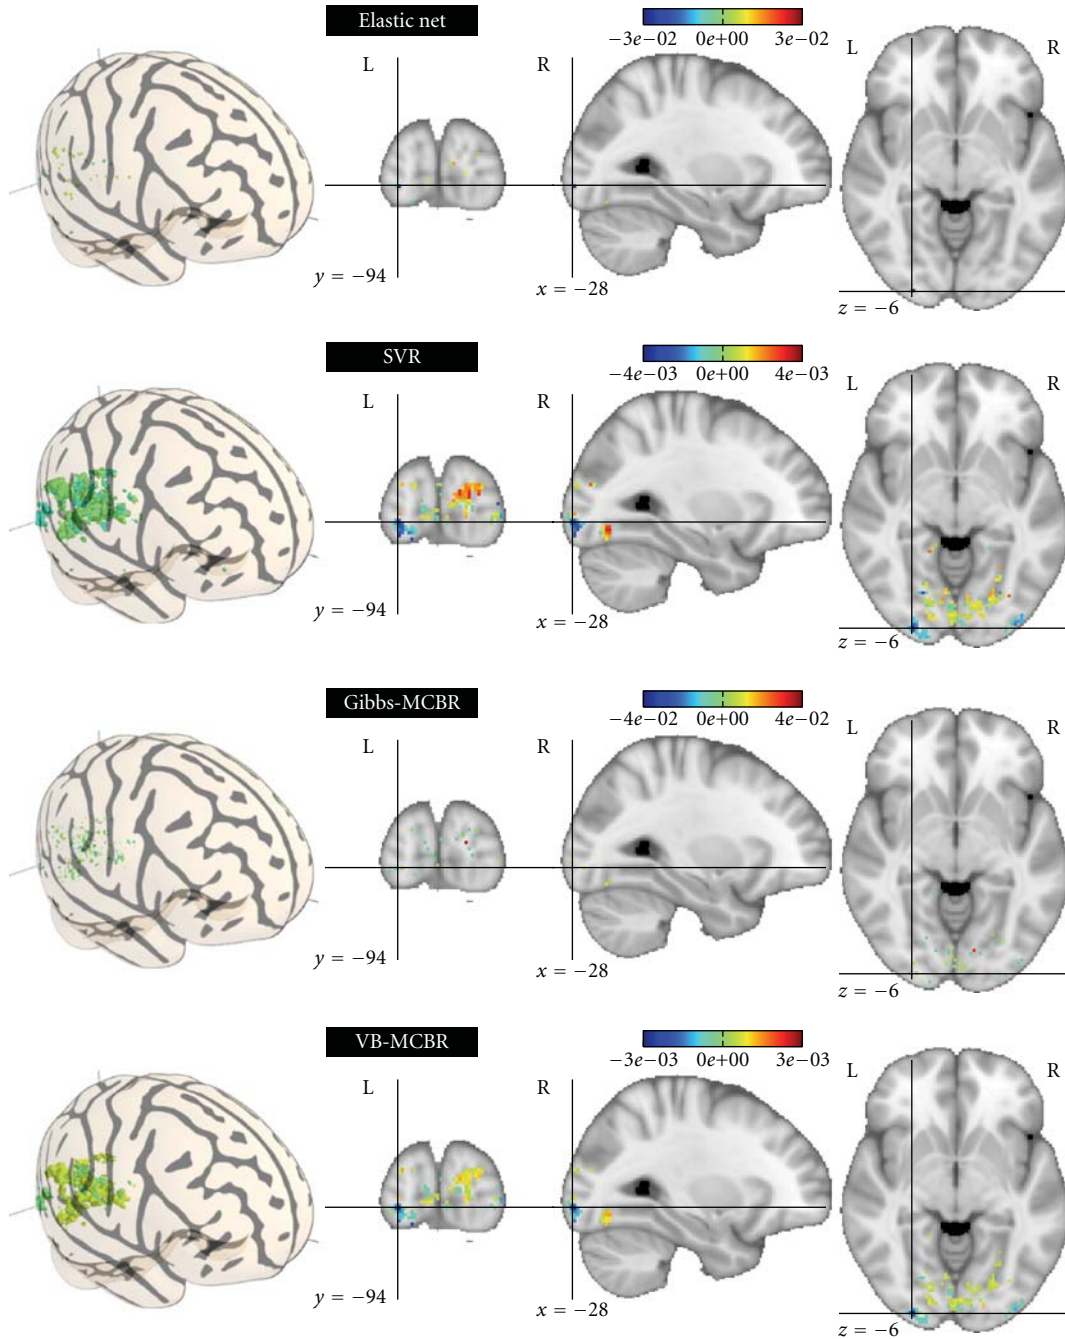 Elastic net
−3e−02 0e+00 3e−02
L R L R
y = −94
x = −28
z = −6
SVR
−4e−03 0e+00 4e−03
L R L R
y = −94
x = −28
z = −6
Gibbs-MCBR
−4e−02 0e+00 4e−02
L R L R
y = −94
x = −28
z = −6
VB-MCBR
−3e−03 0e+00 3e−03
L R L R
y = −94
x = −28
z = −6